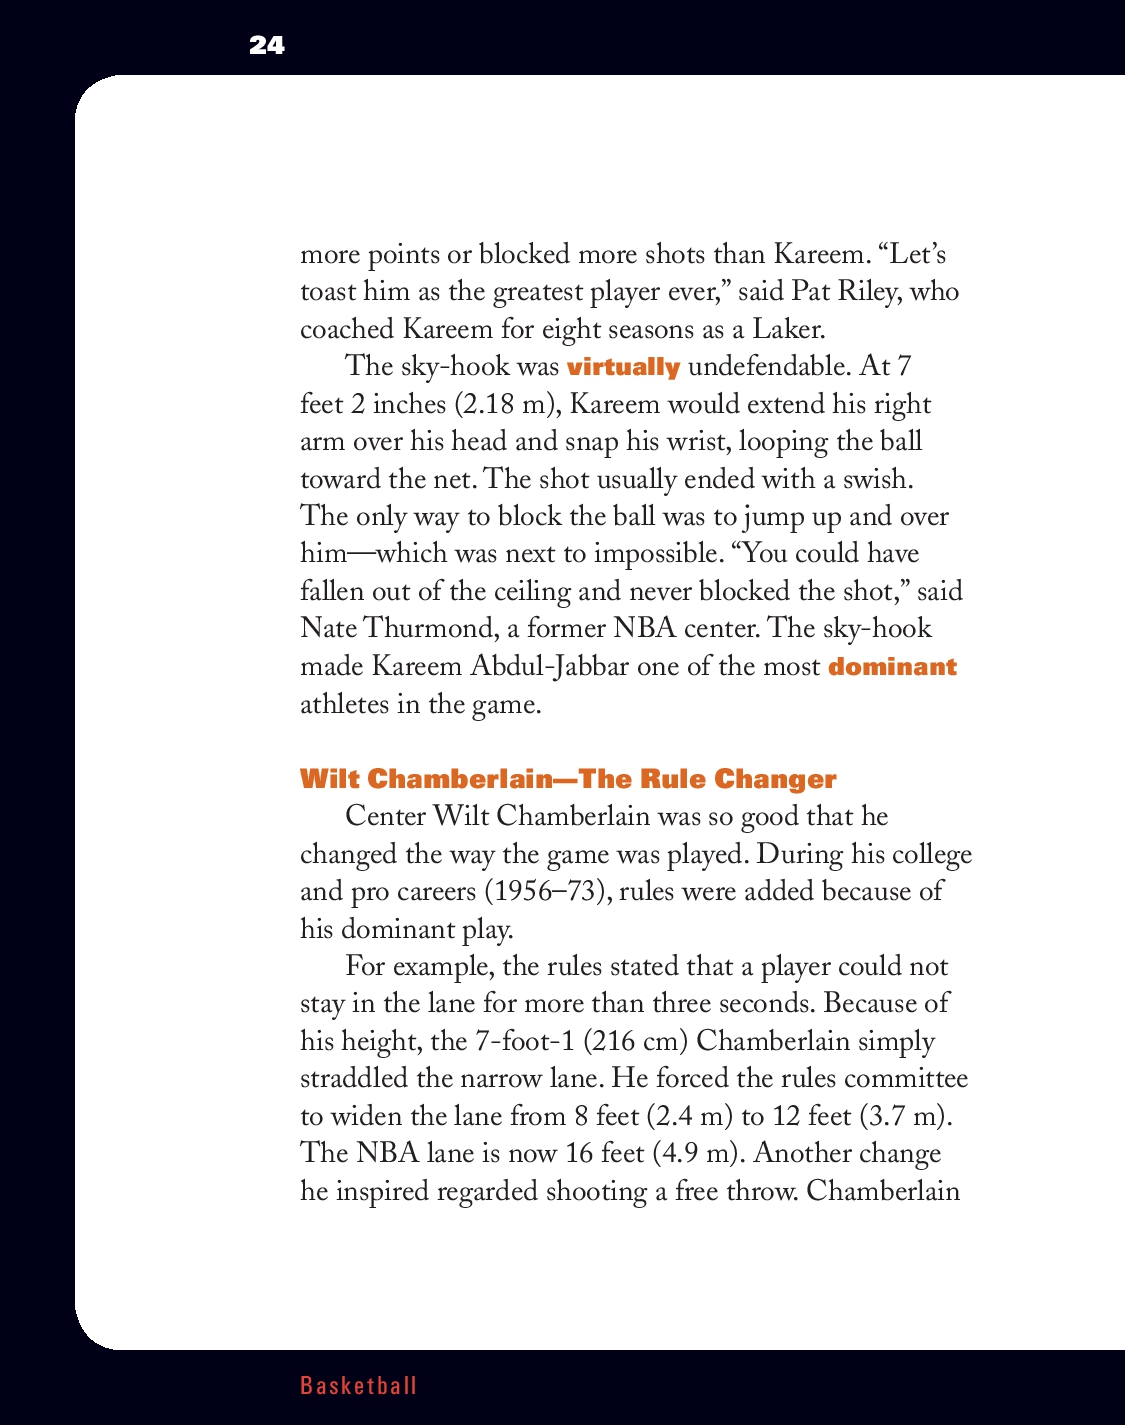 24
more points or blocked more shots than Kareem. “Let’s
toast him as the greatest player ever,” said Pat Riley, who
coached Kareem for eight seasons as a Laker.
The sky-hook was virtually undefendable. At 7
feet 2 inches (2.18 m), Kareem would extend his right
arm over his head and snap his wrist, looping the ball
toward the net. The shot usually ended with a swish.
The only way to block the ball was to jump up and over
him—which was next to impossible. “You could have
fallen out of the ceiling and never blocked the shot,” said
Nate Thurmond, a former NBA center. The sky-hook
made Kareem Abdul-Jabbar one of the most dominant
athletes in the game.
Wilt Chamberlain—The Rule Changer
Center Wilt Chamberlain was so good that he
changed the way the game was played. During his college
and pro careers (1956–73), rules were added because of
his dominant play.
For example, the rules stated that a player could not
stay in the lane for more than three seconds. Because of
his height, the 7-foot-1 (216 cm) Chamberlain simply
straddled the narrow lane. He forced the rules committee
to widen the lane from 8 feet (2.4 m) to 12 feet (3.7 m).
The NBA lane is now 16 feet (4.9 m). Another change
he inspired regarded shooting a free throw. Chamberlain
Basketball